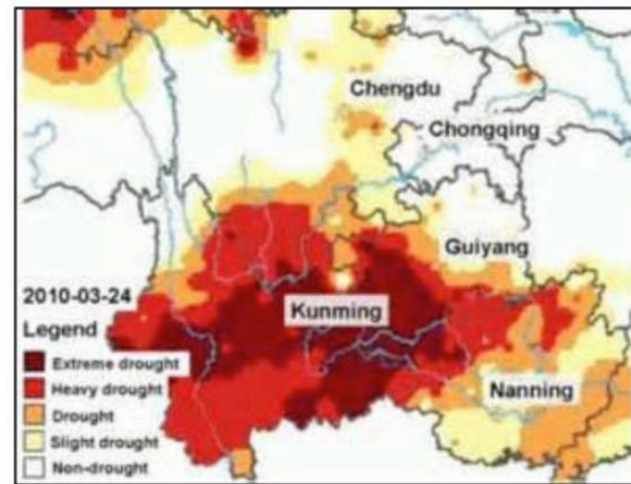 Chengdu
Chongqing
Guiyang
2010-03-24
Kunming
Legend
Extreme drought
Heavy drought
Nanning
Drought
Slight drought
Non-drought